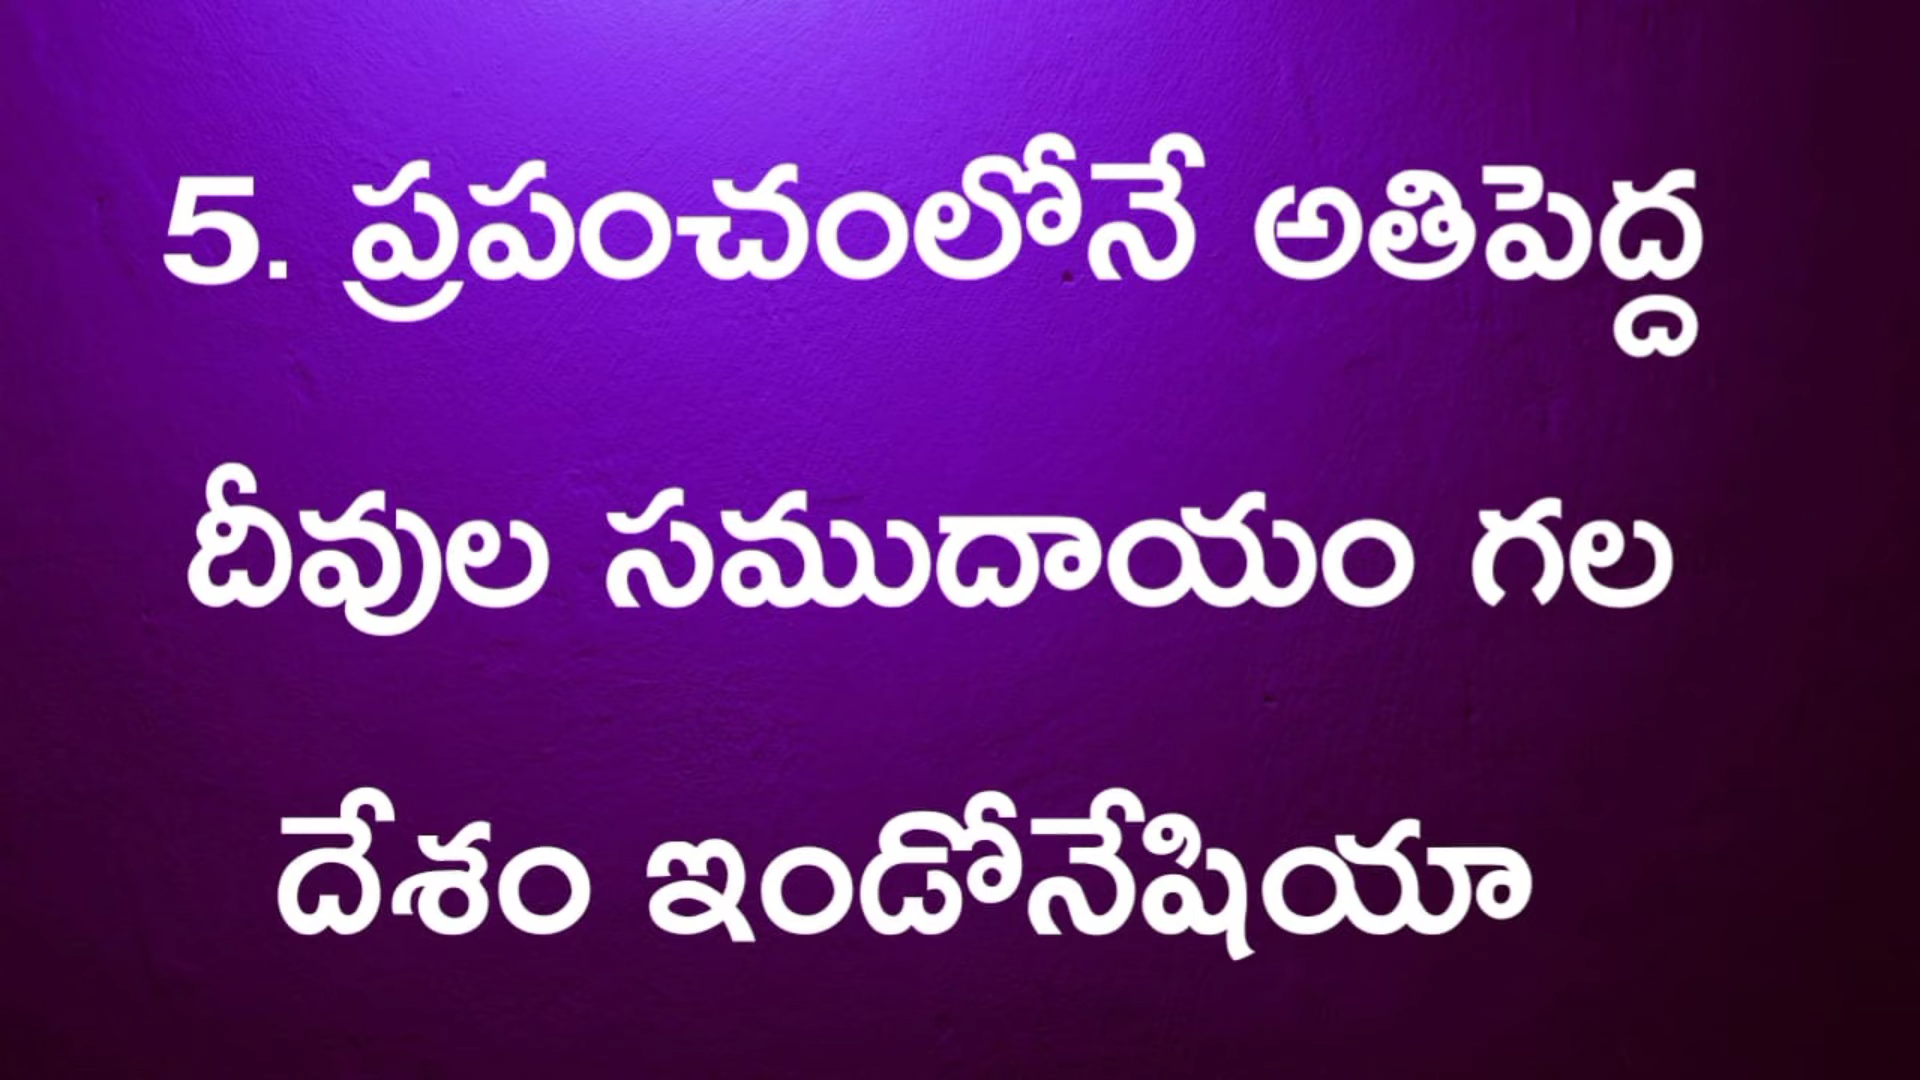 5. ప్రపంచంలోనే అతిపెద్ద
దీవుల సముదాయం గల
దేశం ఇండోనేషియా